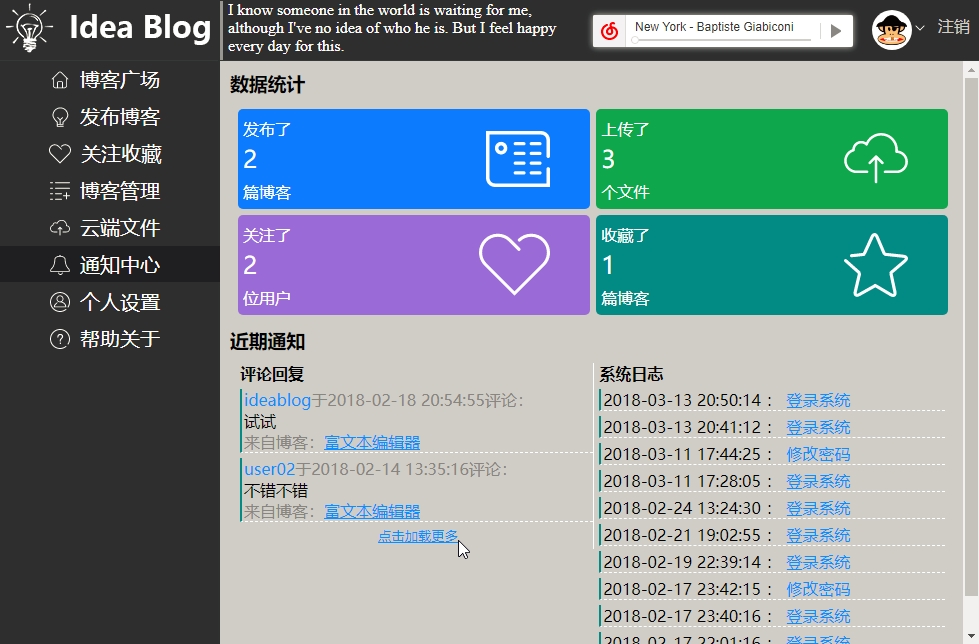 Idea Blog
I know someone in the world is waiting for me,
although I've no idea of who he is. But I feel happy
every day for this.
New York - Baptiste Giabiconi
注销
博客广场
发布博客
关注收藏
博客管理
云端文件
通知中心
个人设置
帮助关于
数据统计
发布了
2
篇博客
上传了
3
个文件
关注了
2
位用户
收藏了
1
篇博客
近期通知
评论回复
ideablog于2018-02-18 20:54:55评论：
试试
来自博客：富文本编辑器
user02于2018-02-14 13:35:16评论：
不错不错
来自博客：富文本编辑器
点击加载更多
系统日志
2018-03-13 20:50:14： 登录系统
2018-03-13 20:41:12： 登录系统
2018-03-11 17:44:25： 修改密码
2018-03-11 17:28:05： 登录系统
2018-02-24 13:24:30： 登录系统
2018-02-21 19:02:55： 登录系统
2018-02-19 22:39:14： 登录系统
2018-02-17 23:42:15： 修改密码
2018-02-17 23:40:16： 登录系统
2018-02-17 22:01:16： 登录系统